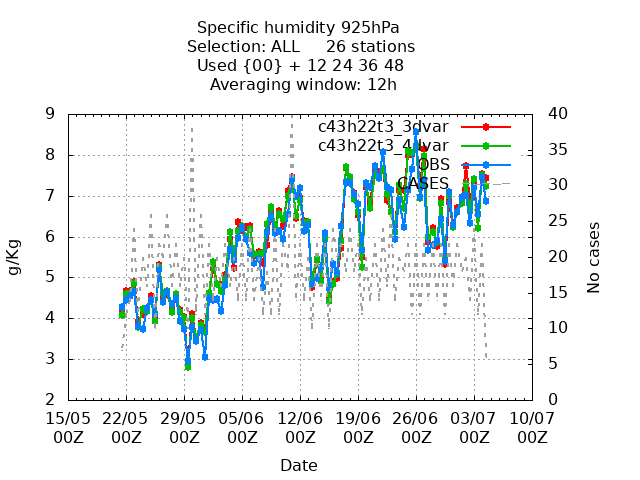 Specific humidity 925hPa
Selection: ALL 26 stations
Used {00} + 12 24 36 48
Averaging window: 12h
9 40
c43h22t3_3dvar
c43h22t3_4dvar
OBS
CASES
8 35
7 30
6 25
5 20
4 15
3 10
2 5
0
g/Kg
No cases
15/05 22/05 29/05 05/06 12/06 19/06 26/06 03/07 10/07
00Z 00Z 00Z 00Z 00Z 00Z 00Z 00Z 00Z
Date